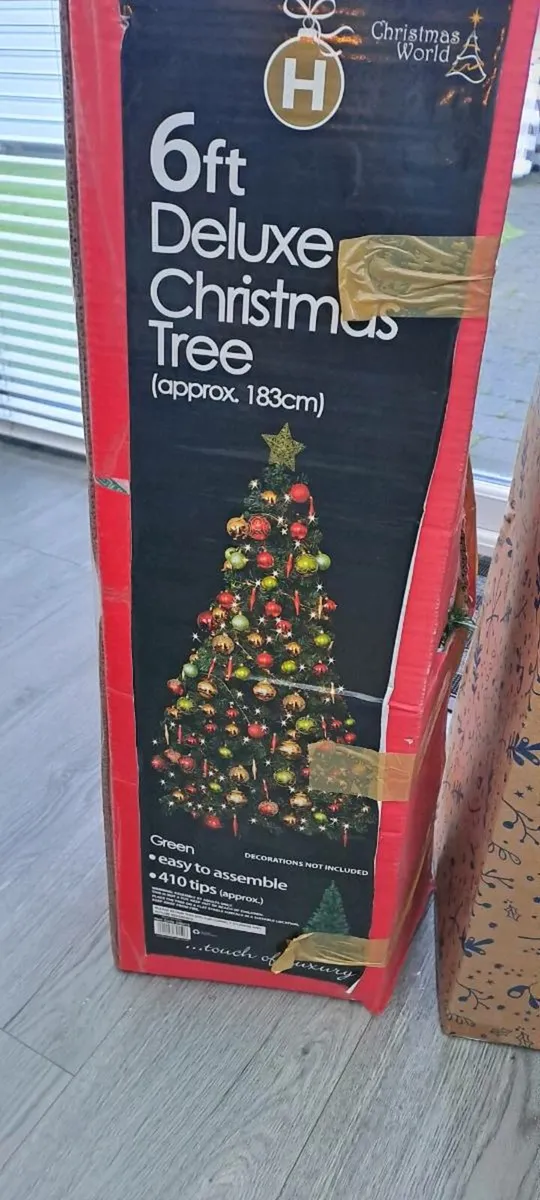 H
Christmas
World
6ft
Deluxe
Christmas
Tree
(approx. 183cm)
Green
DECORATIONS NOT INCLUDED
• easy to assemble
• 410 tips (approx.)
...touch of luxury